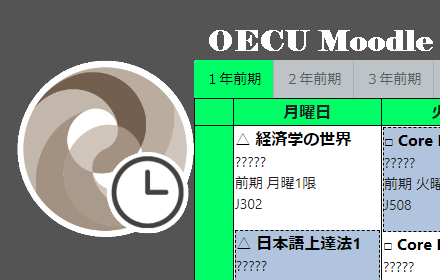 OECU Moodle
1年前期 2年前期 3年前期
月曜日
△ 経済学の世界
?????
前期 月曜1限
J302
△ 日本語上達法1
?????
□ Core
?????
前期 火曜
J508
□ Core
?????